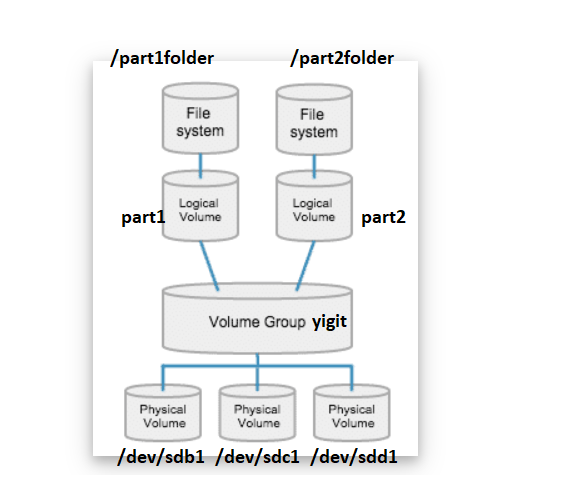 /part1folder
/part2folder
File
system
File
system
part1
Logical
Volume
Logical
Volume
part2
Volume Group yigit
Physical
Volume
Physical
Volume
Physical
Volume
/dev/sdb1 /dev/sdc1 /dev/sdd1